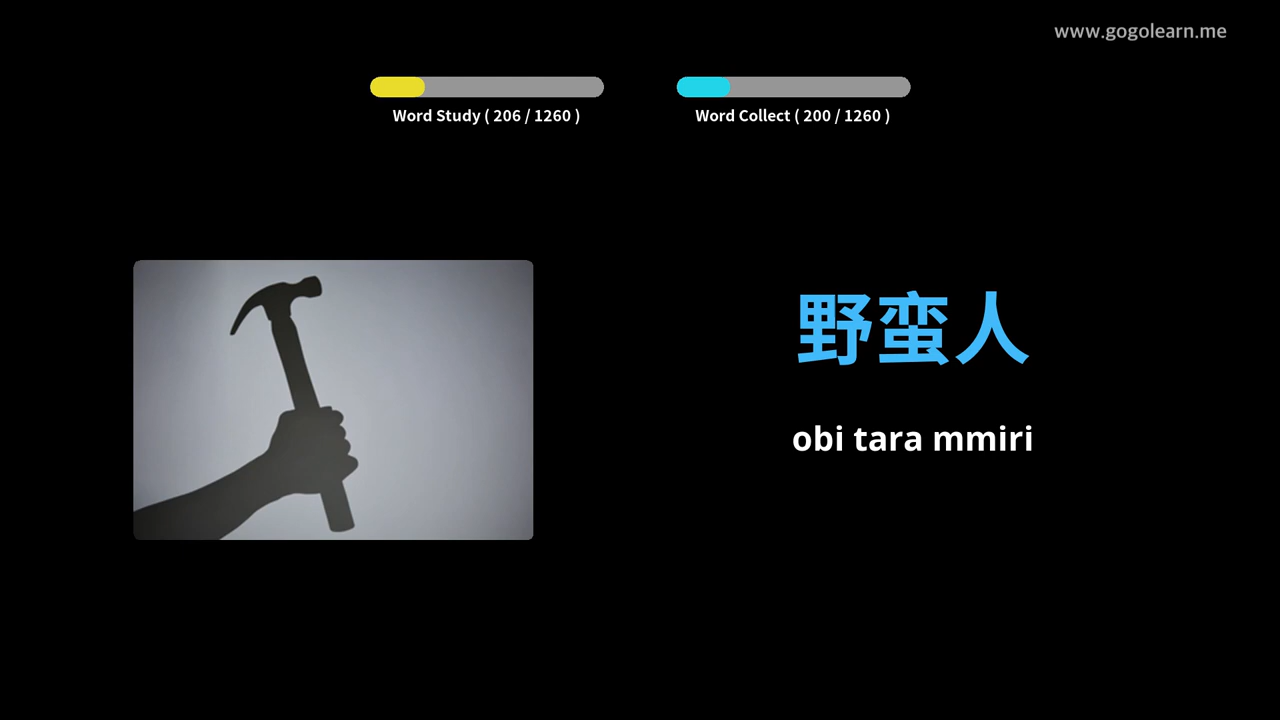 www.gogolearn.me
Word Study ( 206 / 1260 )
Word Collect ( 200 / 1260 )
野蛮人
obi tara mmiri